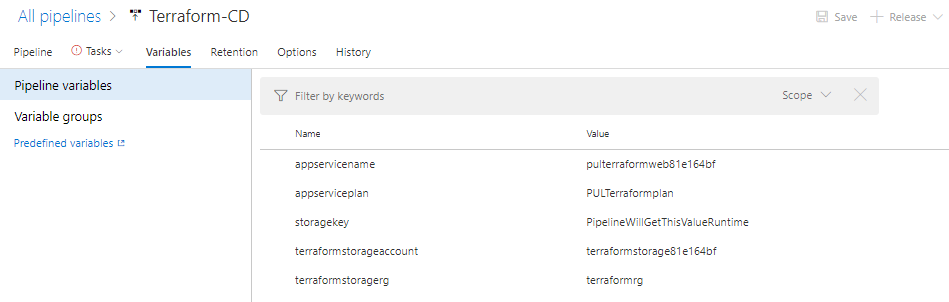 All pipelines > Terraform-CD
Save
Release
Pipeline
Tasks
Variables
Retention
Options
History
Pipeline variables
Variable groups
Predefined variables
Filter by keywords
Scope
Name Value
appservicename pulterraformweb81e164bf
appserviceplan PULTerraformplan
storagekey PipelineWillGetThisValueRuntime
terraformstorageaccount terraformstorage81e164bf
terraformstoragerg terraformrg